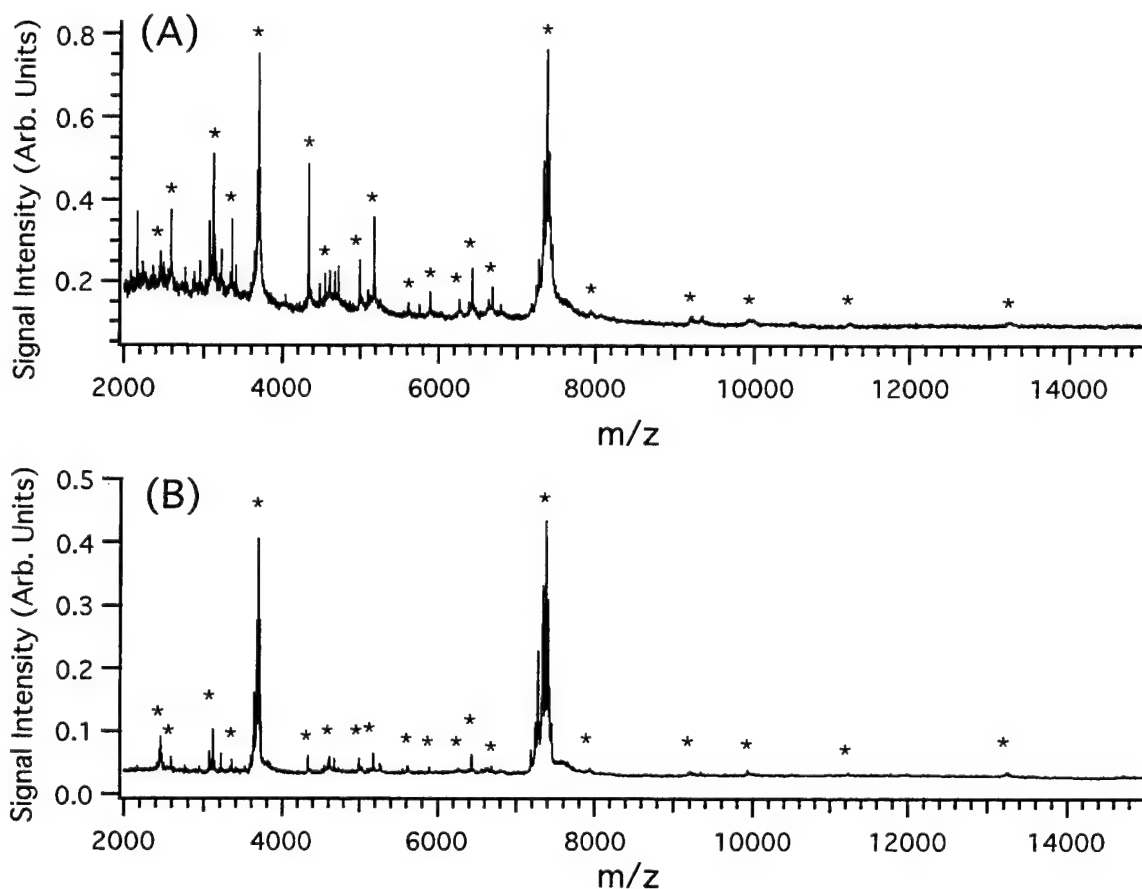 (A)
Signal Intensity (Arb. Units)
0.8
0.6
0.4
0.2
2000 4000 6000 8000 10000 12000 14000
m/z
* * * * * * * * * * * * * * * * * * *
(B)
Signal Intensity (Arb. Units)
0.5
0.4
0.3
0.2
0.1
0.0
2000 4000 6000 8000 10000 12000 14000
m/z
* * * * * * * * * * * * * * * * * * *